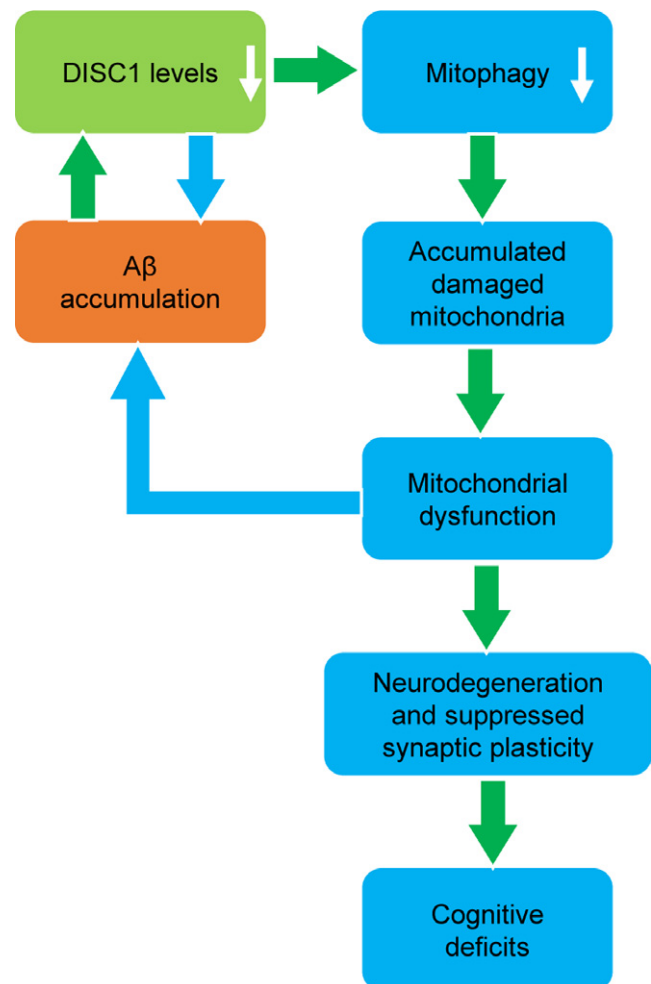 DISC1 levels
Mitophagy
Aβ
accumulation
Accumulated
damaged
mitochondria
Mitochondrial
dysfunction
Neurodegeneration
and suppressed
synaptic plasticity
Cognitive
deficits